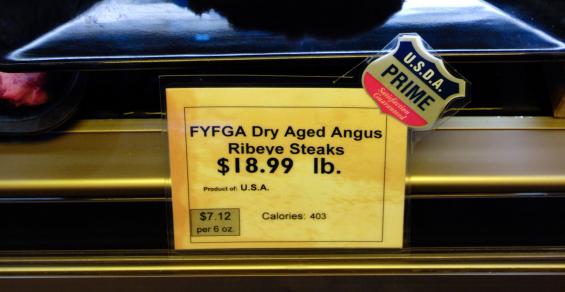 U.S.D.A.
PRIME
Satisfaction
Guaranteed
FYFGA Dry Aged Angus
Ribeye Steaks
$18.99 lb.
Product of: U.S.A.
$7.12
per 6 oz.
Calories: 403